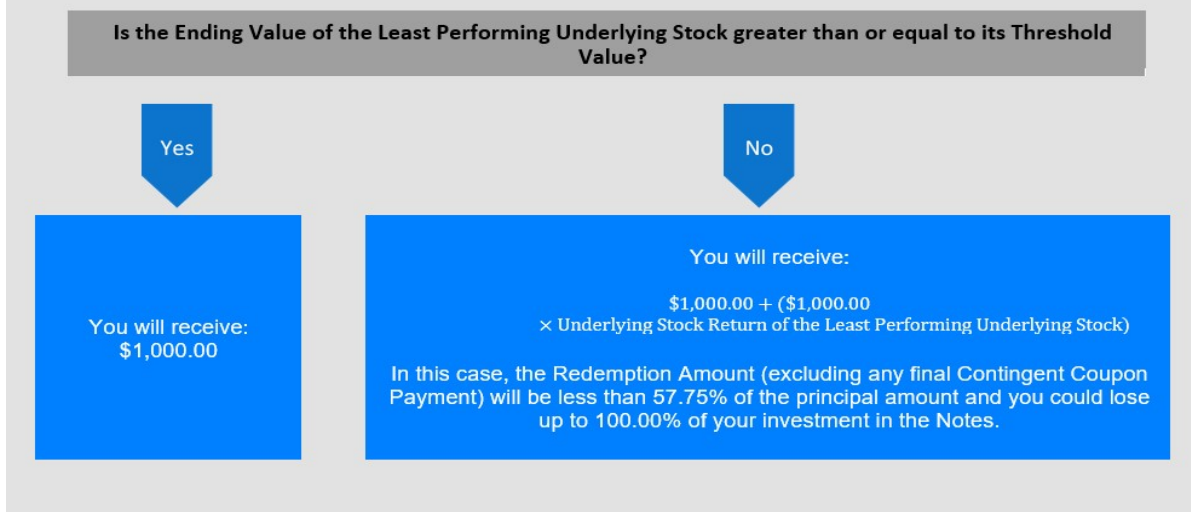 Is the Ending Value of the Least Performing Underlying Stock greater than or equal to its Threshold
Value?
Yes
No
You will receive:
$1,000.00
You will receive:
$1,000.00 + ($1,000.00
× Underlying Stock Return of the Least Performing Underlying Stock)
In this case, the Redemption Amount (excluding any final Contingent Coupon
Payment) will be less than 57.75% of the principal amount and you could lose
up to 100.00% of your investment in the Notes.